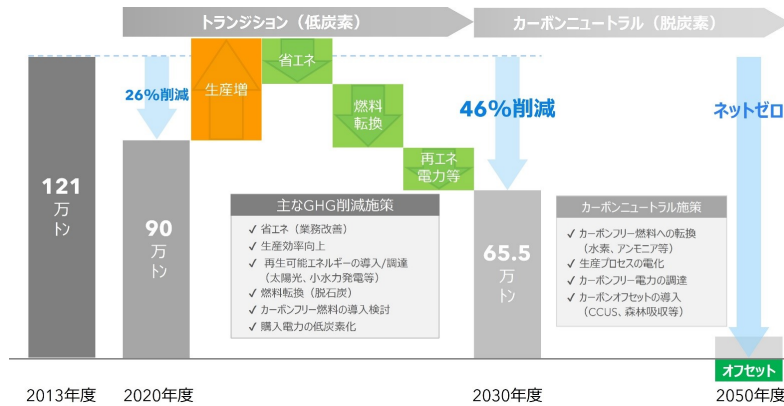 トランジション（低炭素）
カーボンニュートラル（脱炭素）
26%削減
生産増
省エネ
燃料
転換
再エネ
電力等
46%削減
ネットゼロ
121
万
トン
90
万
トン
主なGHG削減施策
✓ 省エネ（業務改善）
✓ 生産効率向上
✓ 再生可能エネルギーの導入/調達
（太陽光、小水力発電等）
✓ 燃料転換（脱石炭）
✓ カーボンフリー燃料の導入検討
✓ 購入電力の低炭素化
65.5
万
トン
カーボンニュートラル施策
✓ カーボンフリー燃料への転換
（水素、アンモニア等）
✓ 生産プロセスの電化
✓ カーボンフリー電力の調達
✓ カーボンオフセットの導入
（CCUS、森林吸収等）
オフセット
2013年度
2020年度
2030年度
2050年度